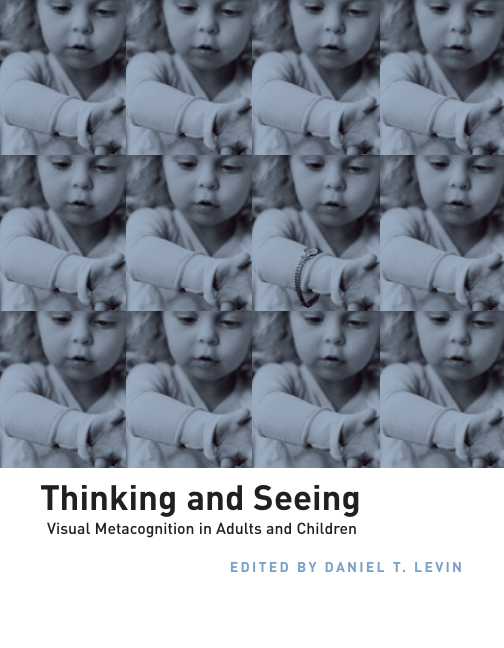 Thinking and Seeing
Visual Metacognition in Adults and Children
EDITED BY DANIEL T. LEVIN